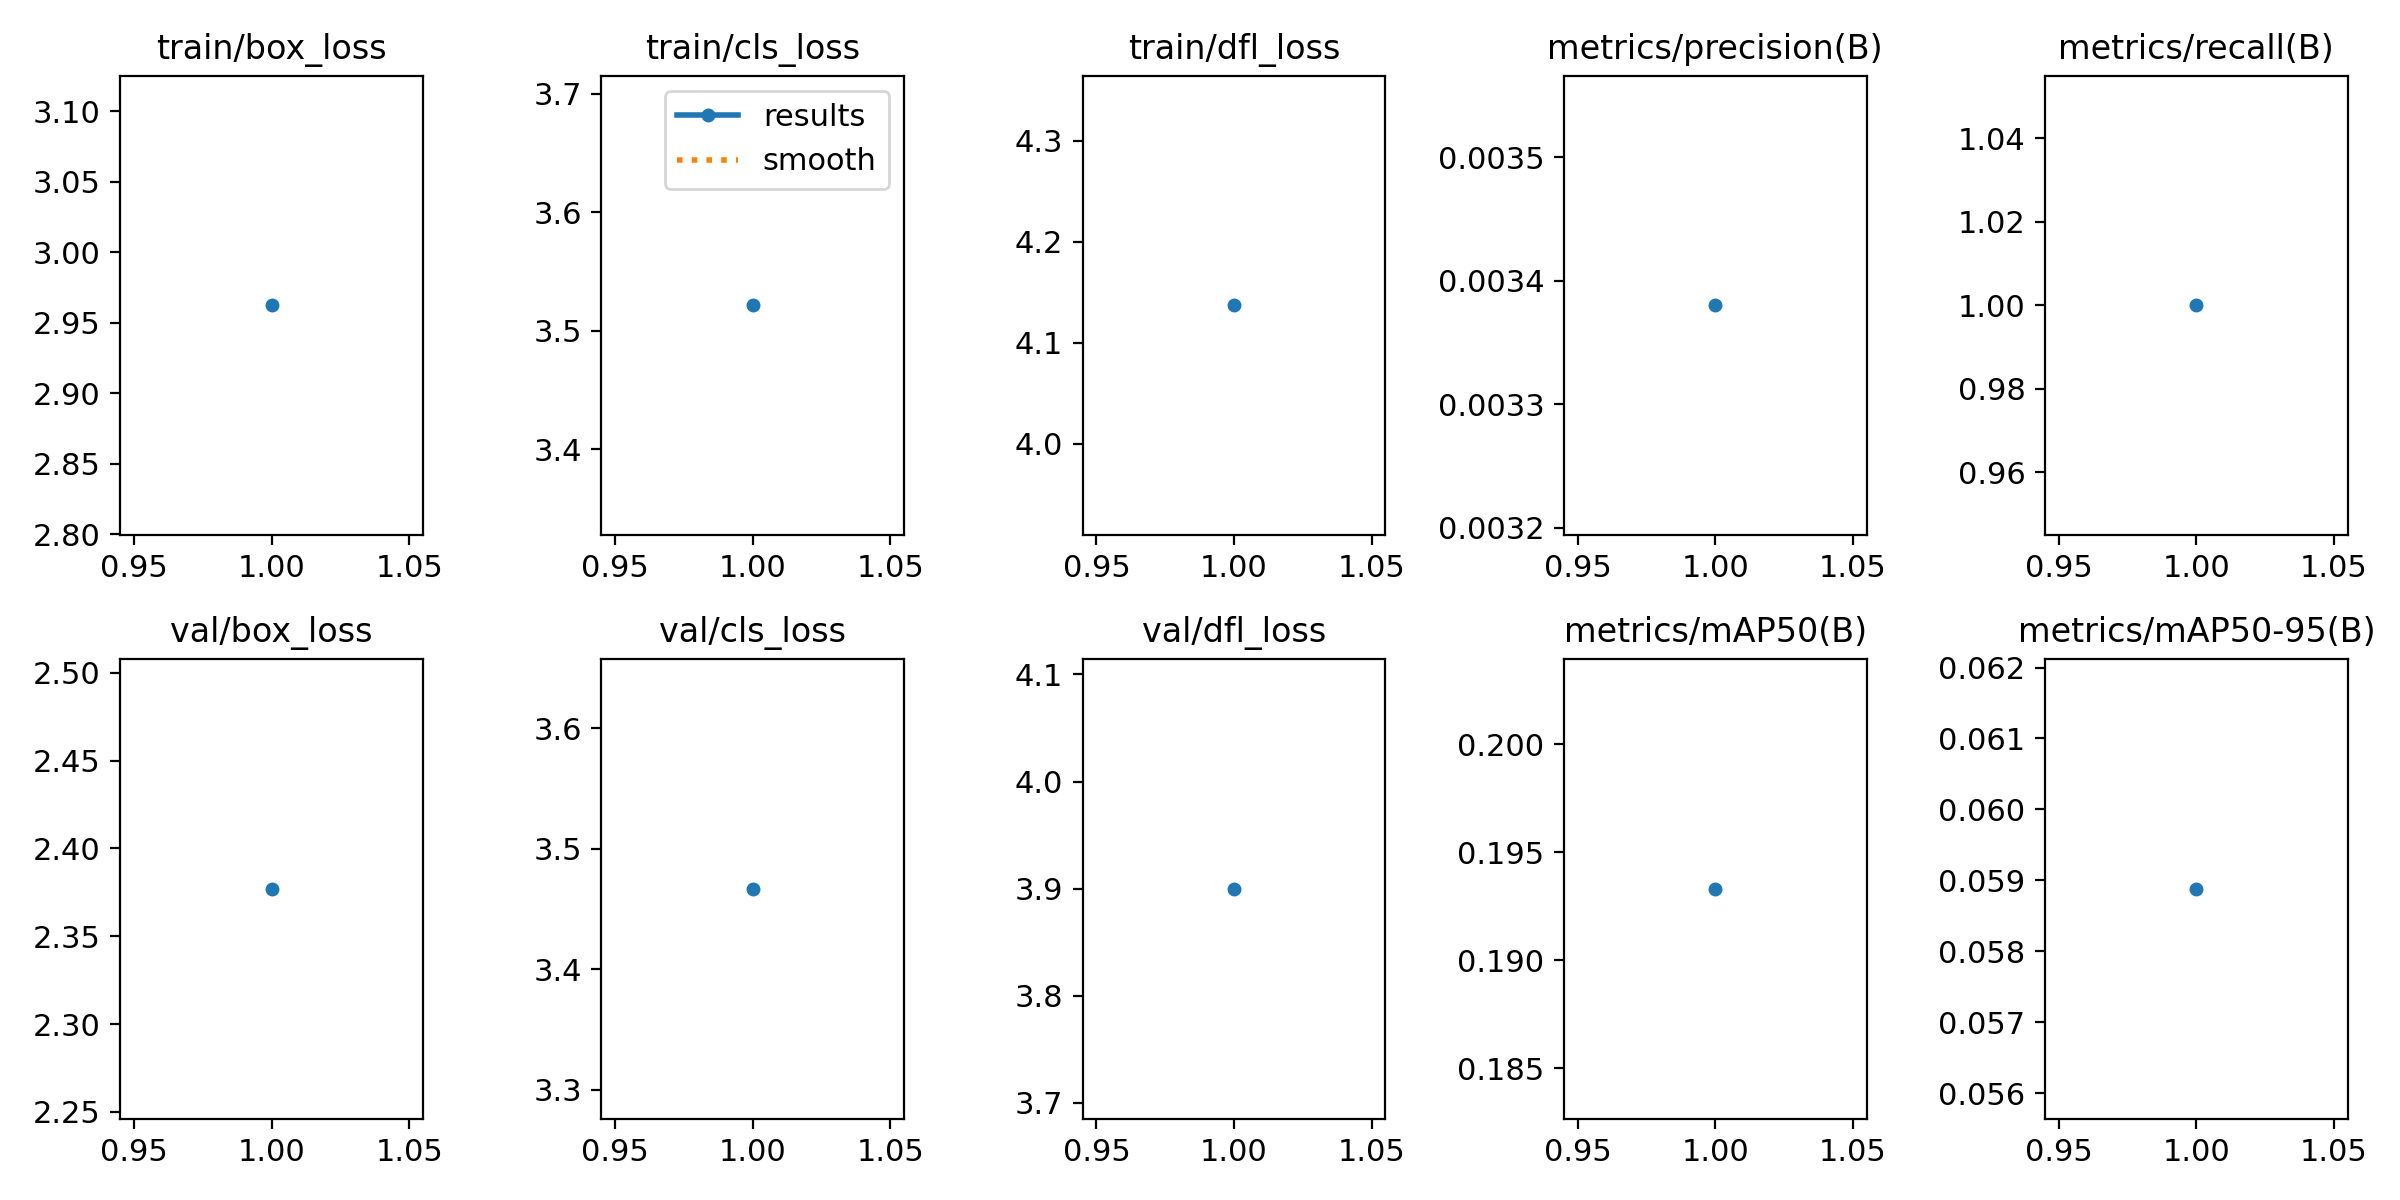 train/box_loss
3.10
3.05
3.00
2.95
2.90
2.85
2.80
0.95 1.00 1.05
train/cls_loss
results
smooth
3.7
3.6
3.5
3.4
0.95 1.00 1.05
train/dfl_loss
4.3
4.2
4.1
4.0
0.95 1.00 1.05
metrics/precision(B)
0.0035
0.0034
0.0033
0.0032
0.95 1.00 1.05
metrics/recall(B)
1.04
1.02
1.00
0.98
0.96
0.95 1.00 1.05
val/box_loss
2.50
2.45
2.40
2.35
2.30
2.25
0.95 1.00 1.05
val/cls_loss
3.6
3.5
3.4
3.3
0.95 1.00 1.05
val/dfl_loss
4.1
4.0
3.9
3.8
3.7
0.95 1.00 1.05
metrics/mAP50(B)
0.200
0.195
0.190
0.185
0.95 1.00 1.05
metrics/mAP50-95(B)
0.062
0.061
0.060
0.059
0.058
0.057
0.056
0.95 1.00 1.05